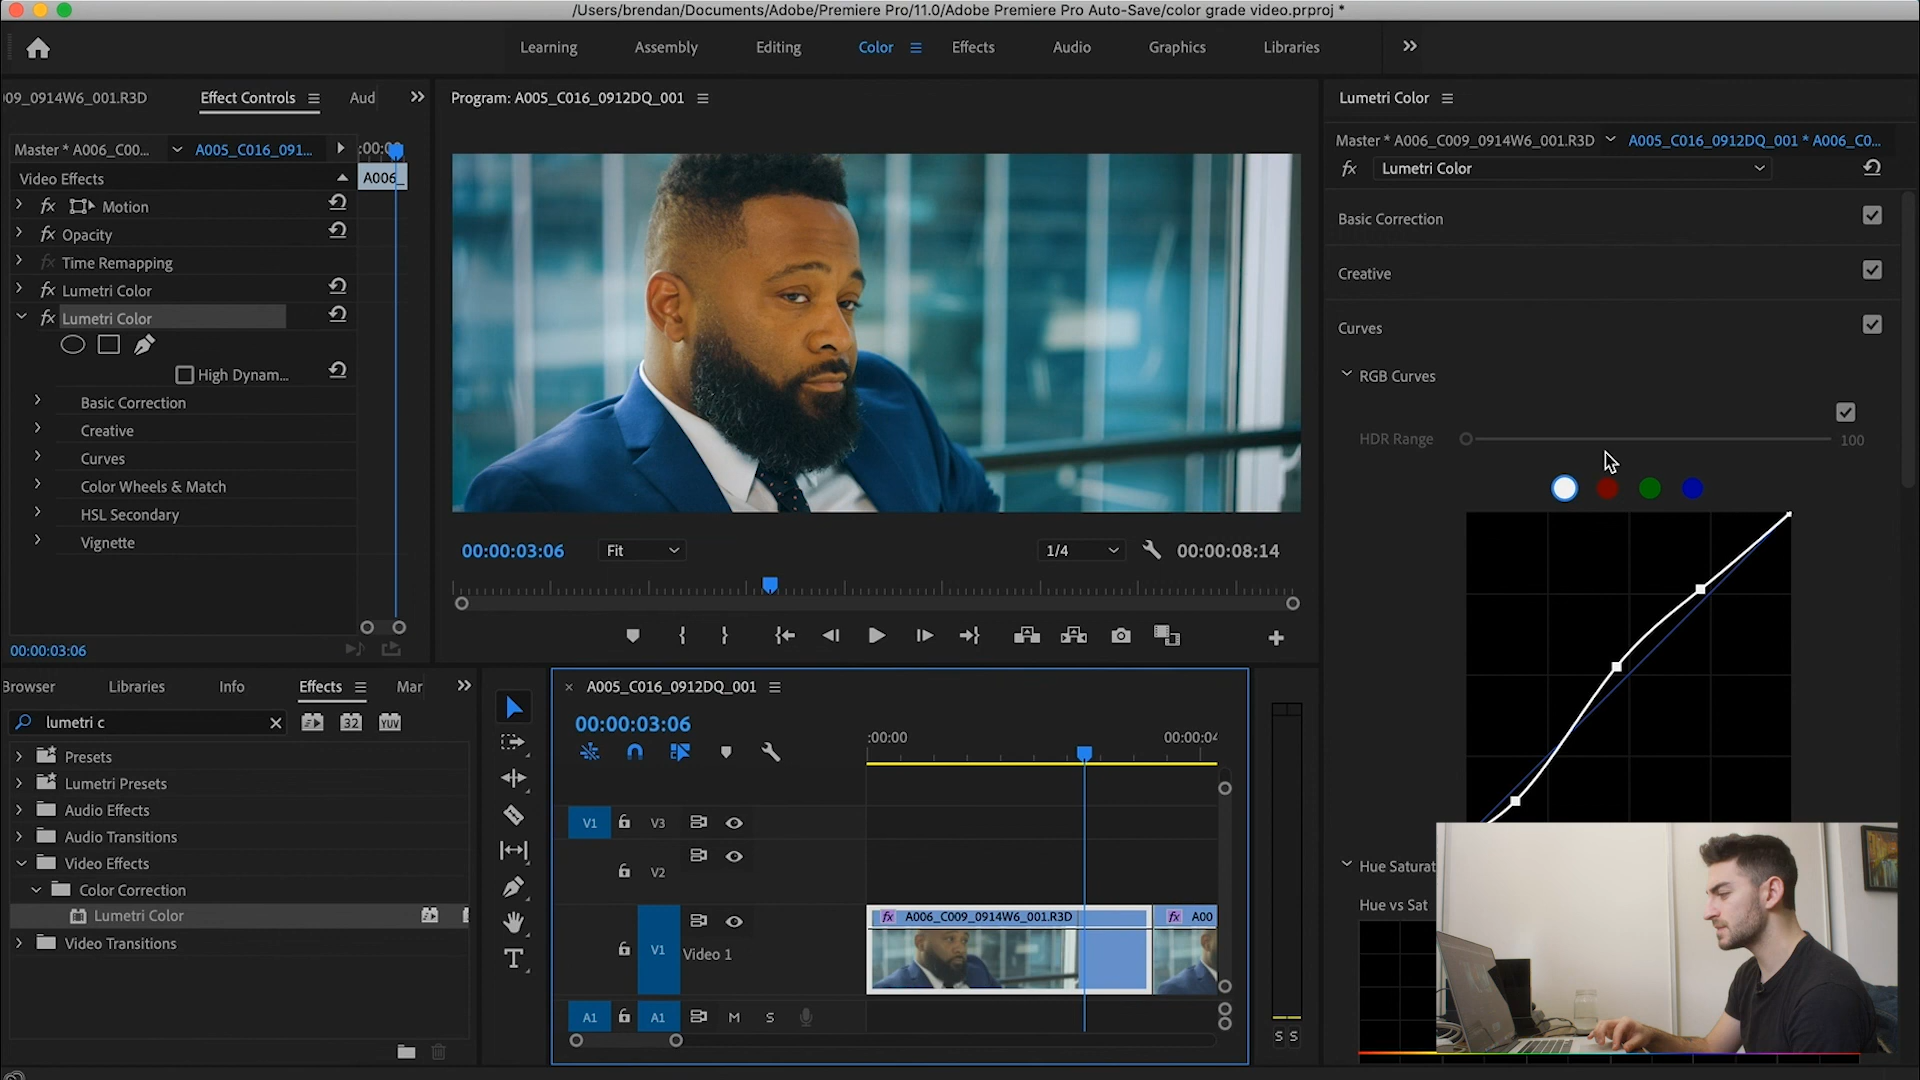 /Users/brendan/Documents/Adobe/Premiere Pro/11.0/Adobe Premiere Pro Auto-Save/color grade video.prproj *
Learning Assembly Editing Color Effects Audio Graphics Libraries
09_0914W6_001.R3D Effect Controls Aud
Master * A006_C00... A005_C016_091...
Video Effects A006_
fx Motion
fx Opacity
fx Time Remapping
fx Lumetri Color
fx Lumetri Color
High Dynam...
Basic Correction
Creative
Curves
Color Wheels & Match
HSL Secondary
Vignette
00:00:03:06
Program: A005_C016_0912DQ_001
00:00:03:06 Fit 1/4 00:00:08:14
Lumetri Color
Master * A006_C009_0914W6_001.R3D A005_C016_0912DQ_001 * A006_C0...
fx Lumetri Color
Basic Correction
Creative
Curves
RGB Curves
HDR Range 100
Hue Saturat
Hue vs Sat
Browser Libraries Info Effects Mar
lumetri c 32 YUV
Presets
Lumetri Presets
Audio Effects
Audio Transitions
Video Effects
Color Correction
Lumetri Color
Video Transitions
T
× A005_C016_0912DQ_001
00:00:03:06
:00:00 00:00:04
V1 V3
V2
fx A006_C009_0914W6_001.R3D fx A00
V1 Video 1
A1 A1 M S
S S